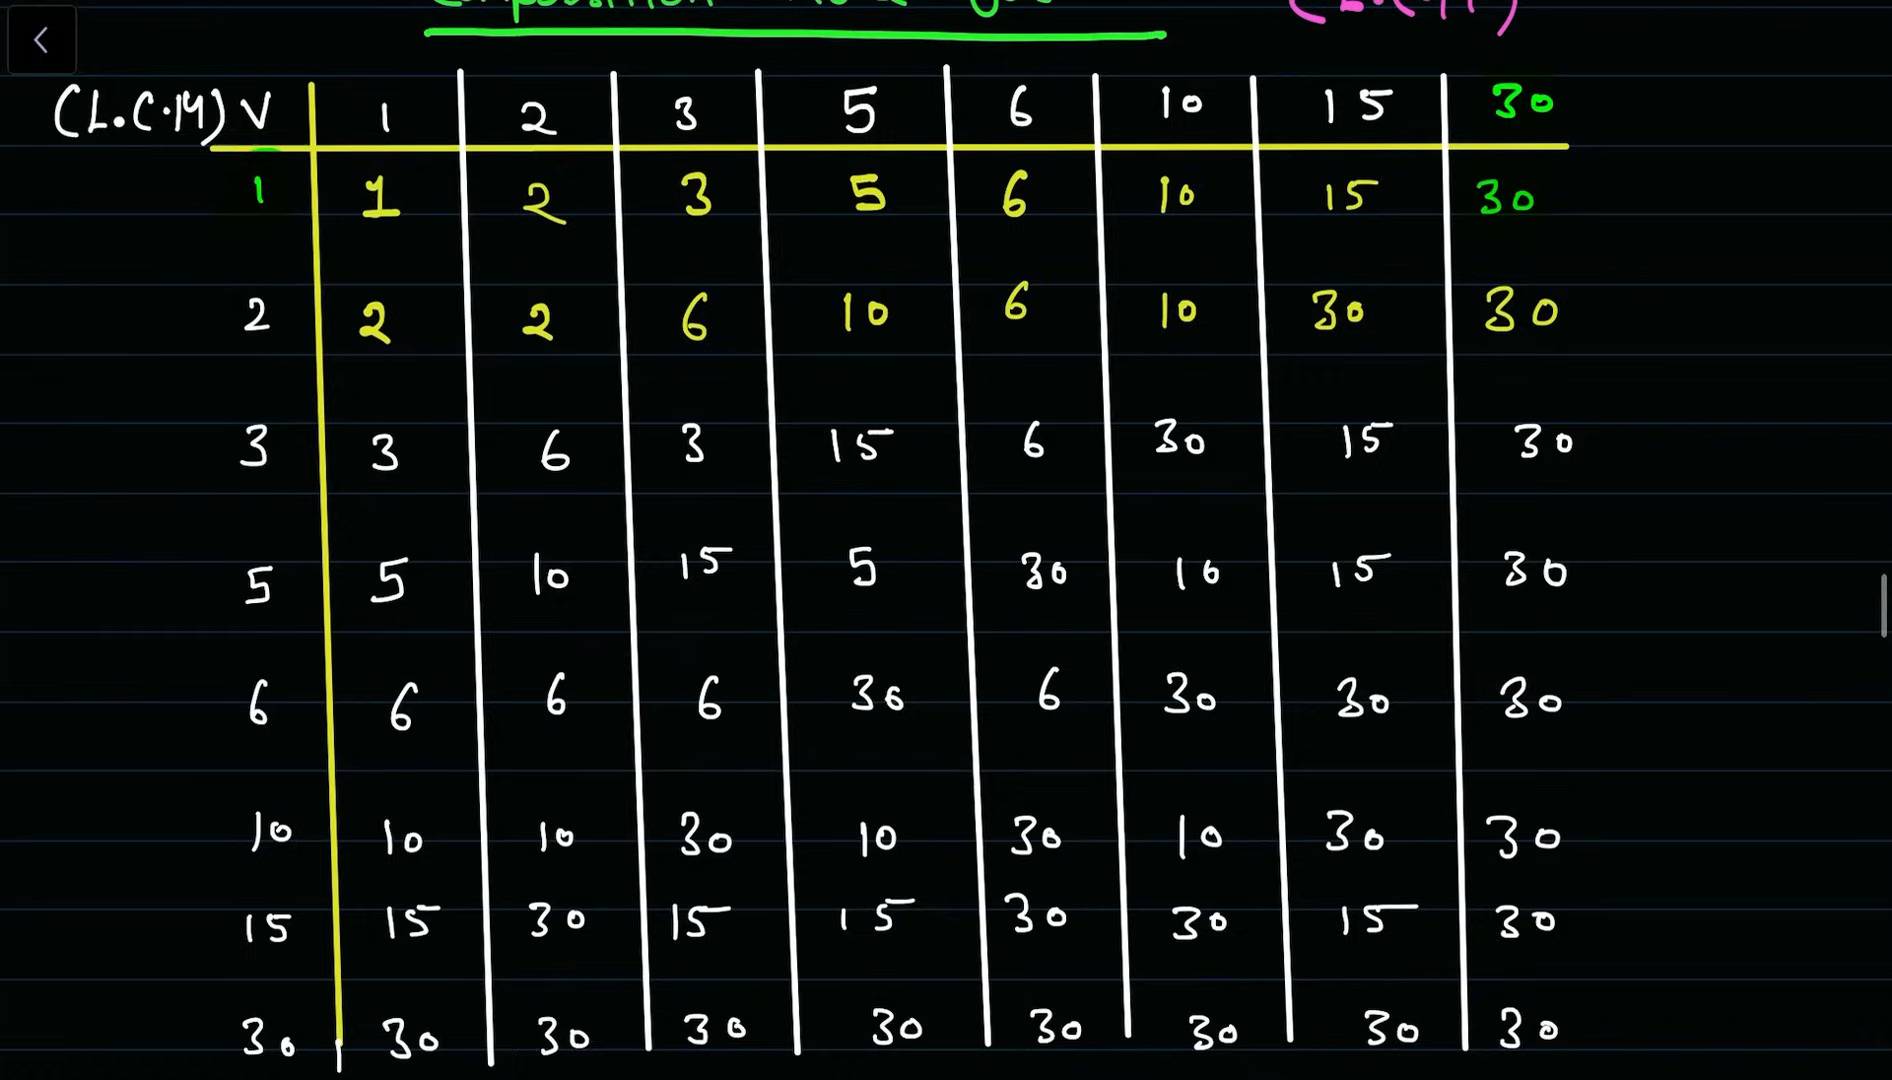 (L.C.M) V 1 2 3 5 6 10 15 30
1 1 2 3 5 6 10 15 30
2 2 2 6 10 6 10 30 30
3 3 6 3 15 6 30 15 30
5 5 10 15 5 30 10 15 30
6 6 6 6 30 6 30 30 30
10 10 10 30 10 30 10 30 30
15 15 30 15 15 30 30 15 30
30 30 30 30 30 30 30 30 30